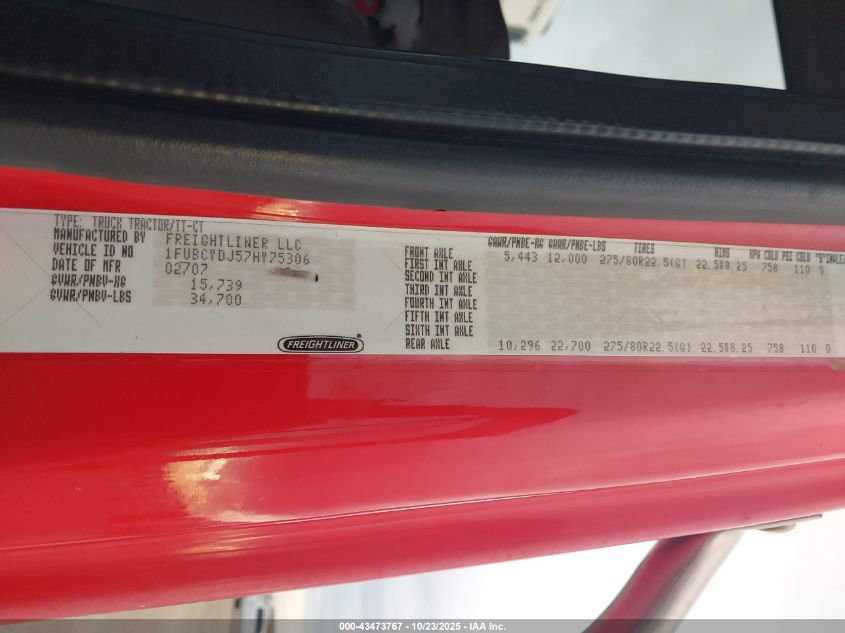 TYPE: TRUCK TRACTOR/TT-CT
MANUFACTURED BY FREIGHTLINER LLC
VEHICLE ID NO 1FUBCYDJ57HY75306
DATE OF MFR 02707
GVWR/PNBV-KG 15,739
GVWR/PNBV-LBS 34,700
FREIGHTLINER
GAWR/PNBE-KG GAWR/PNBE-LBS TIRES RIMS KPA COLD PSI COLD "S"INGLE/
FRONT AXLE 5,443 12,000 275/80R22.5(G) 22.5X8.25 758 110 S
FIRST INT AXLE
SECOND INT AXLE
THIRD INT AXLE
FOURTH INT AXLE
FIFTH INT AXLE
SIXTH INT AXLE
REAR AXLE 10,296 22,700 275/80R22.5(G) 22.5X8.25 758 110 D
000-43473767 - 10/23/2025 - IAA Inc.